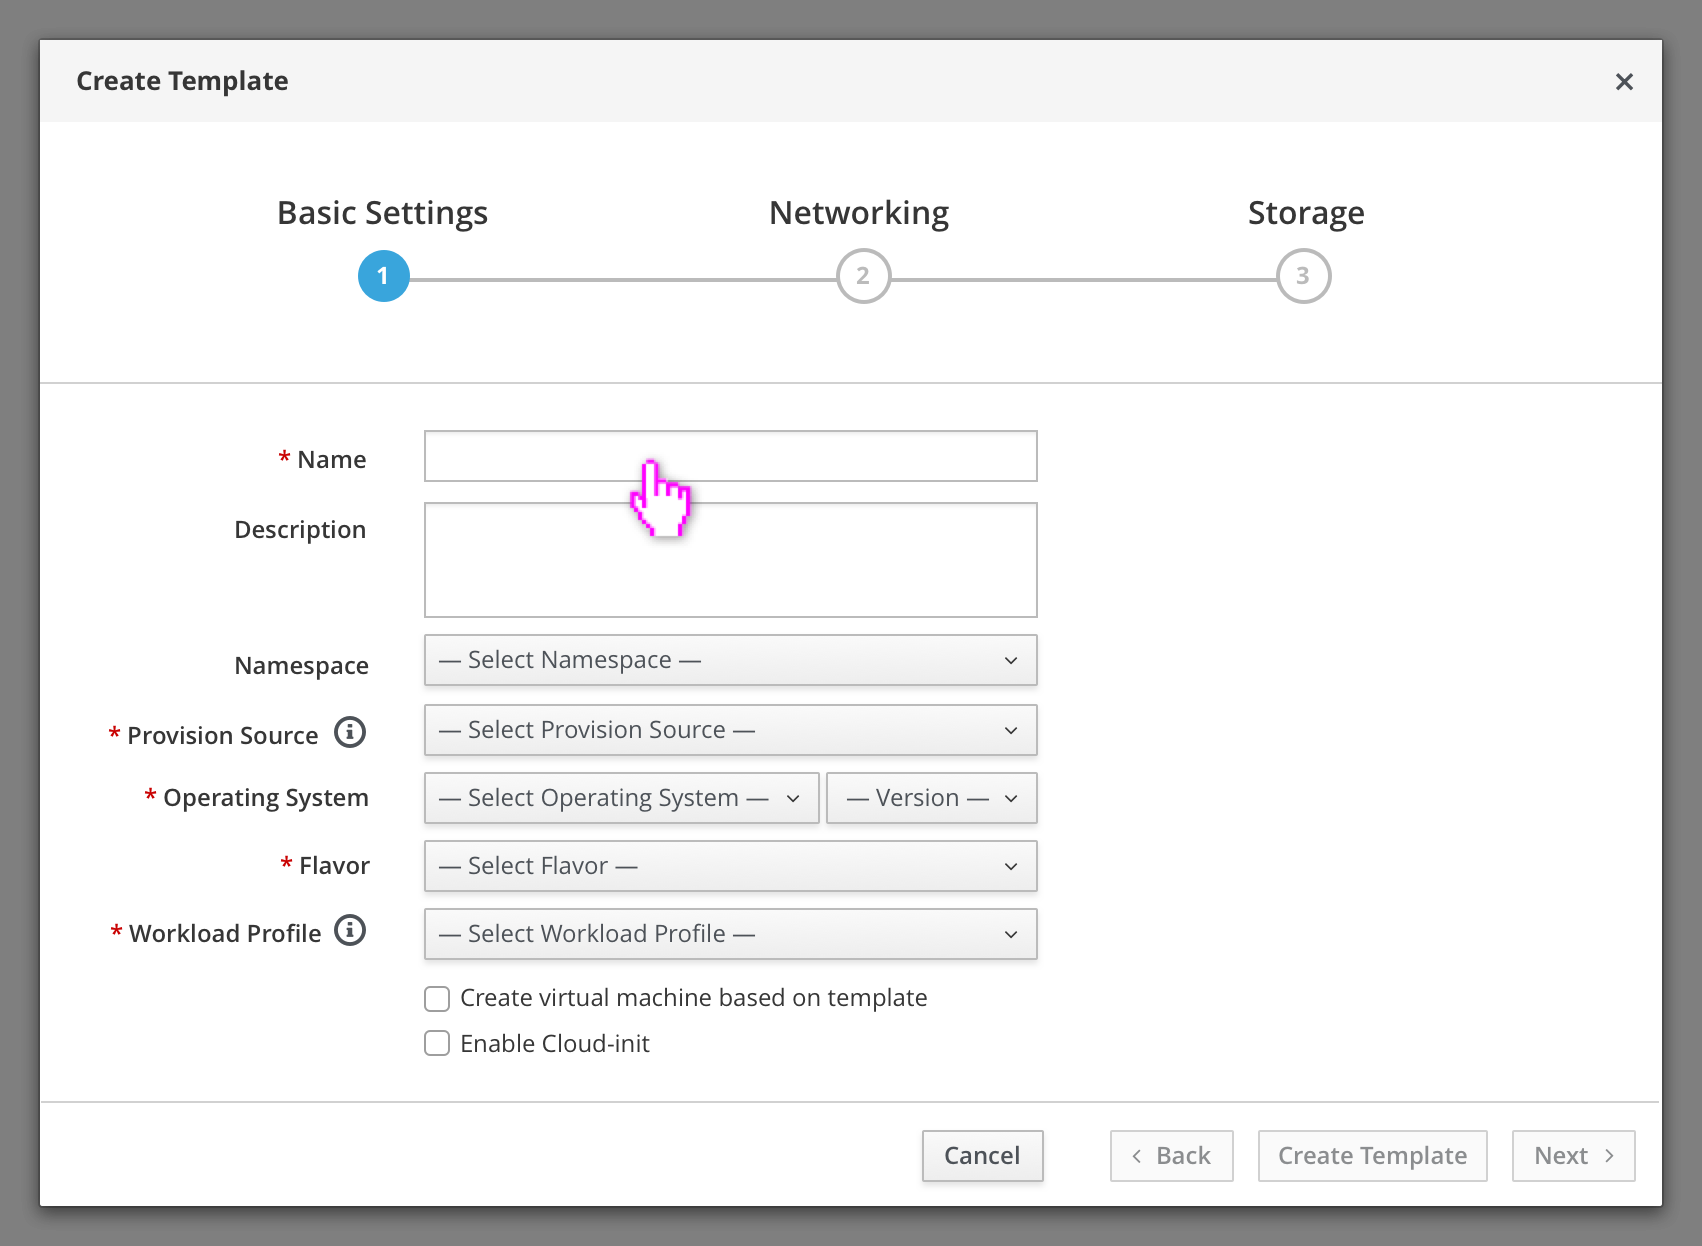 Create Template
Basic Settings
Networking
Storage
1
2
3
* Name
Description
Namespace
— Select Namespace —
* Provision Source
— Select Provision Source —
* Operating System
— Select Operating System —
— Version —
* Flavor
— Select Flavor —
* Workload Profile
— Select Workload Profile —
Create virtual machine based on template
Enable Cloud-init
Cancel
Back
Create Template
Next